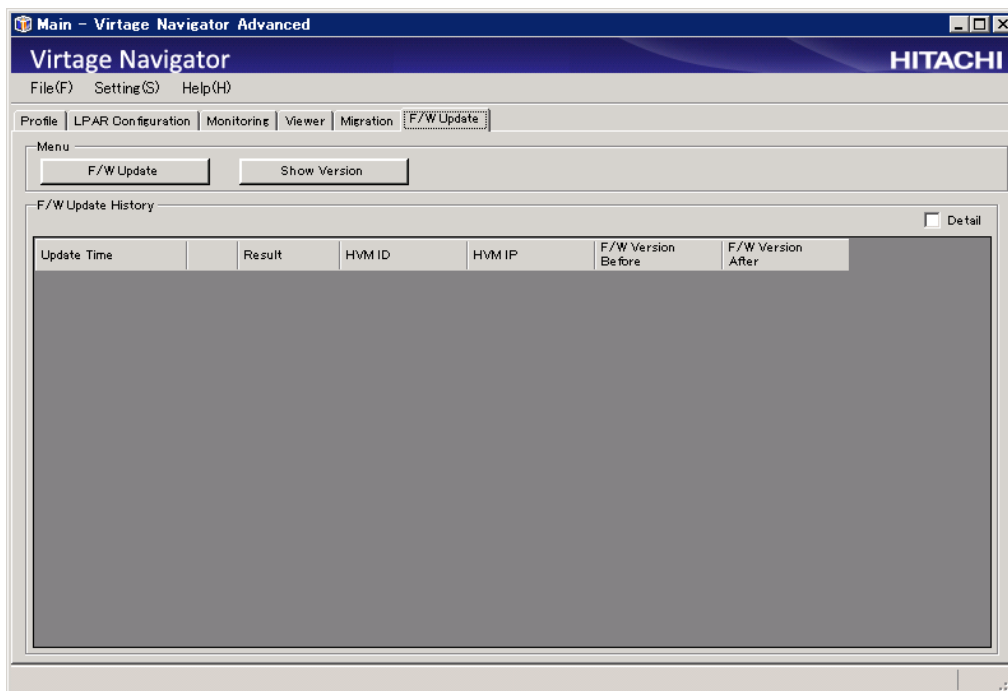 Main - Virtage Navigator Advanced
Virtage Navigator
HITACHI
File(F) Setting(S) Help(H)
Profile LPAR Configuration Monitoring Viewer Migration F/W Update
Menu
F/W Update Show Version
F/W Update History
Detail
Update Time Result HVM ID HVM IP F/W Version Before F/W Version After